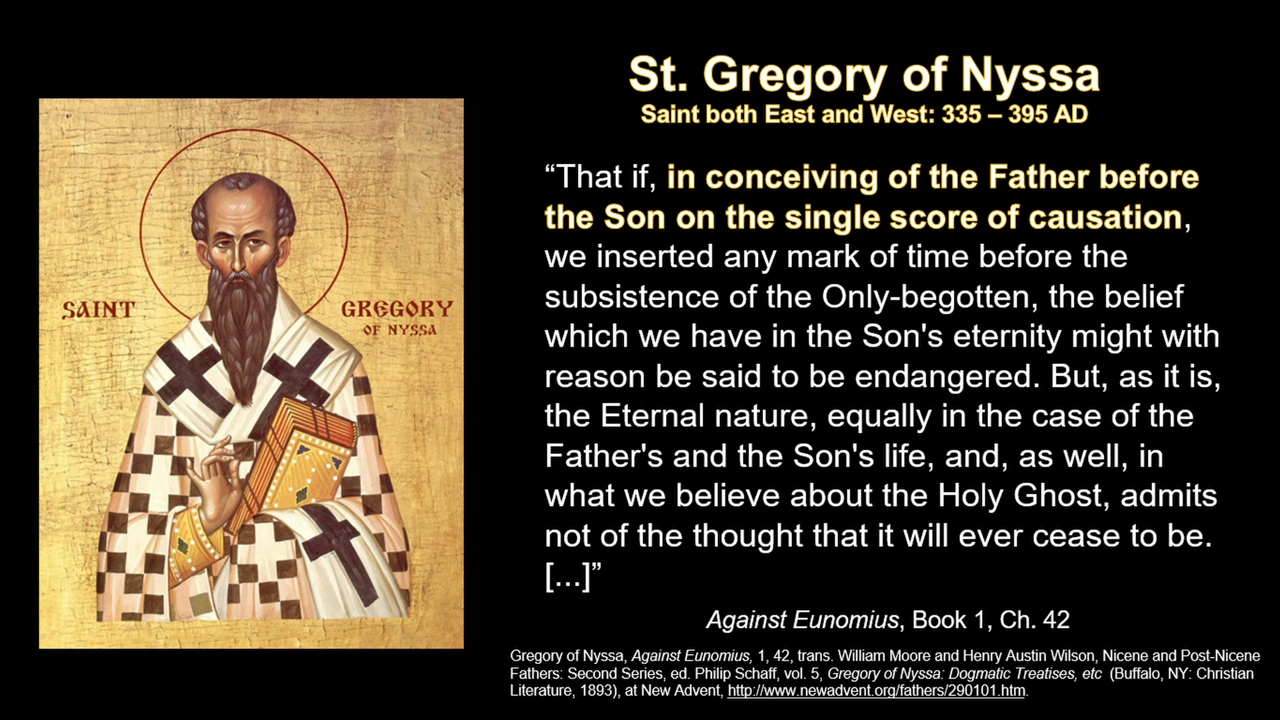 St. Gregory of Nyssa
Saint both East and West: 335 – 395 AD
SAINT
GREGORY
OF NYSSA
“That if, in conceiving of the Father before
the Son on the single score of causation,
we inserted any mark of time before the
subsistence of the Only-begotten, the belief
which we have in the Son's eternity might with
reason be said to be endangered. But, as it is,
the Eternal nature, equally in the case of the
Father's and the Son's life, and, as well, in
what we believe about the Holy Ghost, admits
not of the thought that it will ever cease to be.
[...]”
Against Eunomius, Book 1, Ch. 42
Gregory of Nyssa, Against Eunomius, 1, 42, trans. William Moore and Henry Austin Wilson, Nicene and Post-Nicene
Fathers: Second Series, ed. Philip Schaff, vol. 5, Gregory of Nyssa: Dogmatic Treatises, etc (Buffalo, NY: Christian
Literature, 1893), at New Advent, http://www.newadvent.org/fathers/290101.htm.